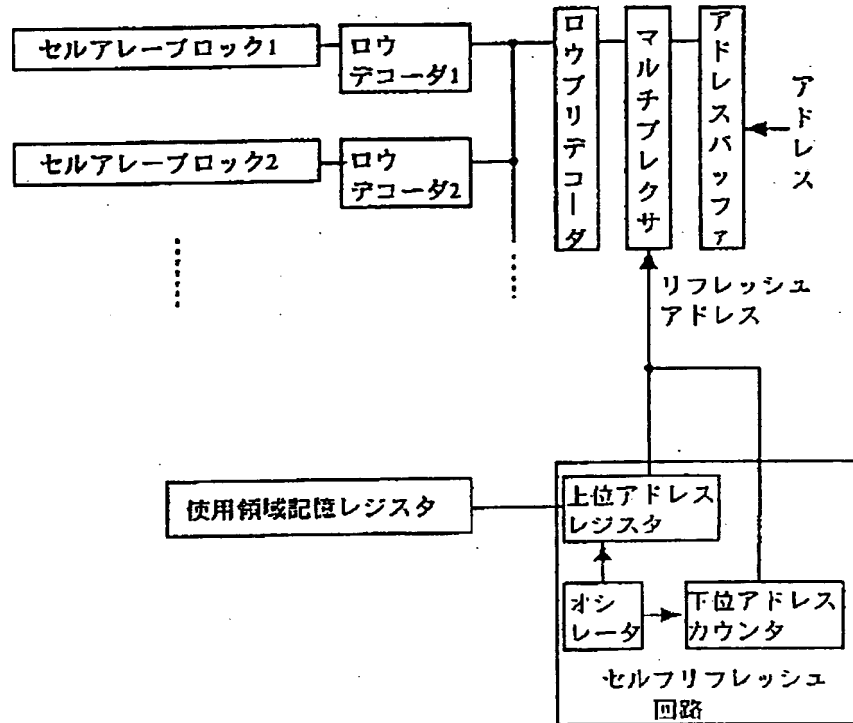 セルアレーブロック1
ロウ
デコーダ1
セルアレーブロック2
ロウ
デコーダ2
ロウプリデコーダ
マルチプレクサ
アドレスバッファ
アドレス
リフレッシュ
アドレス
使用領域記憶レジスタ
上位アドレス
レジスタ
オシ
レータ
下位アドレス
カウンタ
セルフリフレッシュ
回路